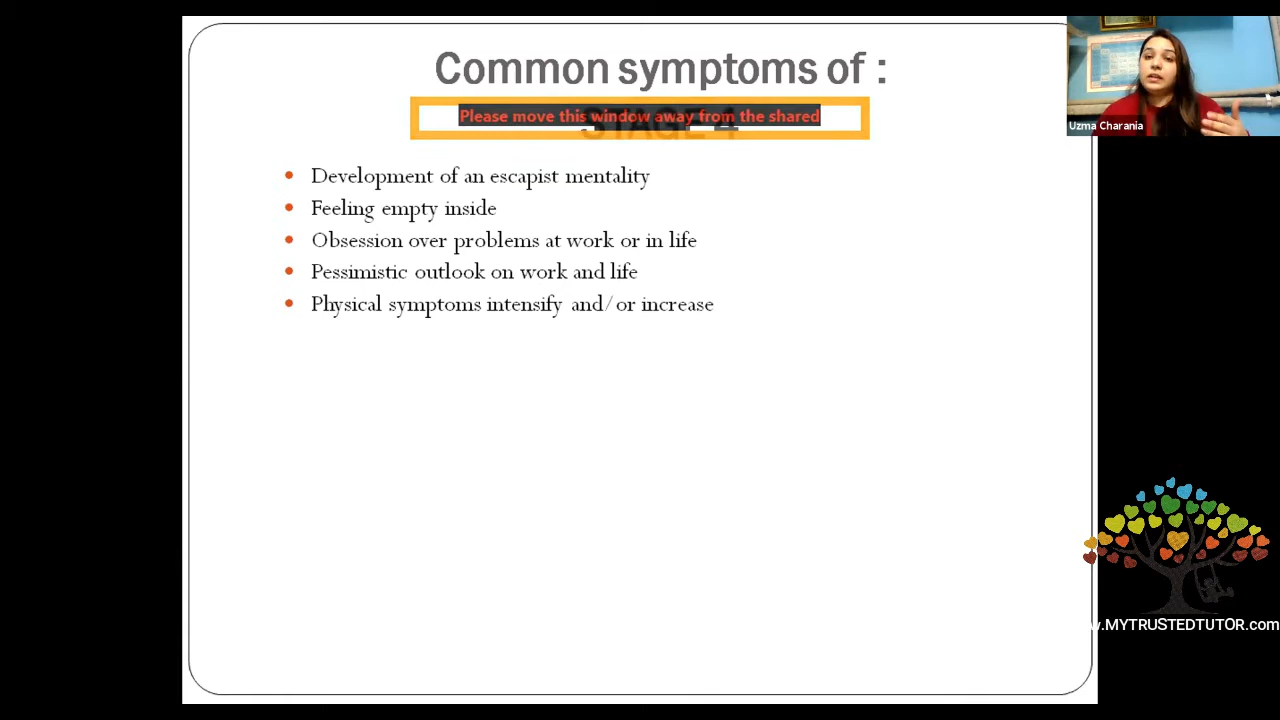 Common symptoms of :
Please move this window away from the shared
STAGE 4
Development of an escapist mentality
Feeling empty inside
Obsession over problems at work or in life
Pessimistic outlook on work and life
Physical symptoms intensify and/or increase
Uzma Charania
w.MYTRUSTEDTUTOR.com